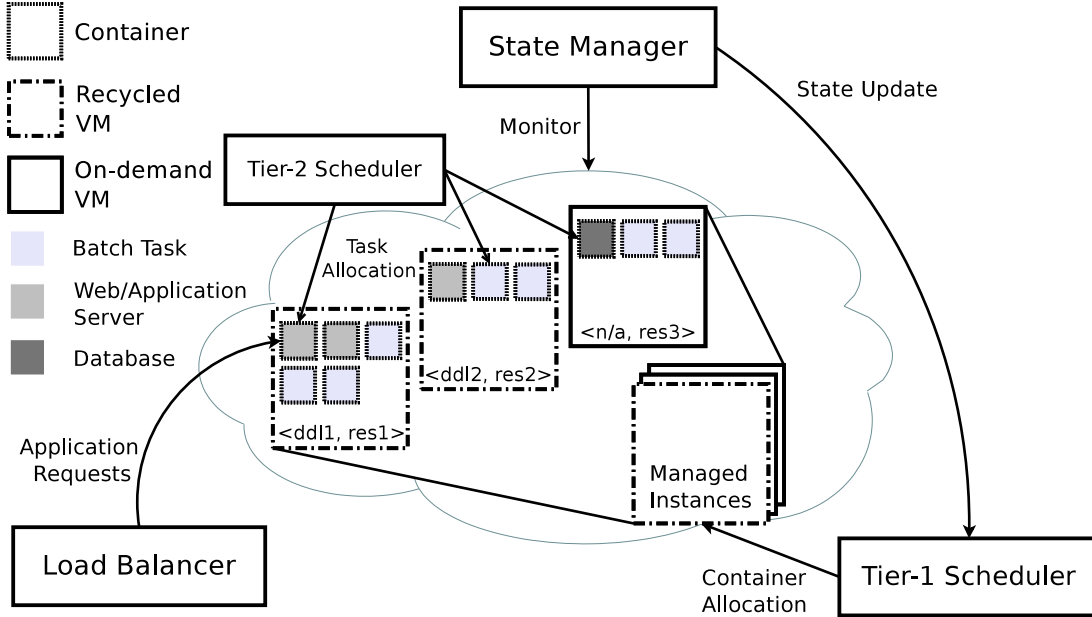 Container
Recycled
VM
On-demand
VM
Batch Task
Web/Application
Server
Database
State Manager
State Update
Monitor
Tier-2 Scheduler
Task
Allocation
<n/a, res3>
<ddl2, res2>
<ddl1, res1>
Application
Requests
Managed
Instances
Load Balancer
Container
Allocation
Tier-1 Scheduler